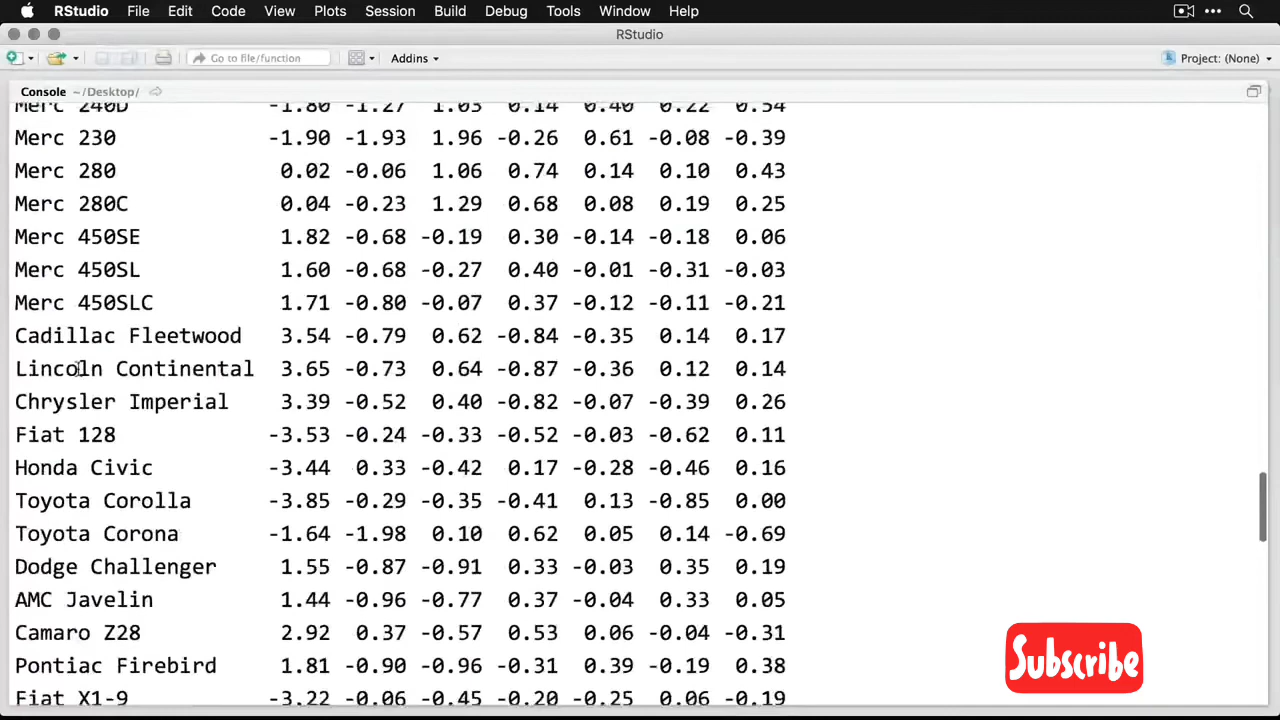 RStudio File Edit Code View Plots Session Build Debug Tools Window Help
RStudio
Go to file/function Addins Project: (None)
Console ~/Desktop/
Merc 240D -1.80 -1.27 1.03 0.14 0.40 0.22 0.54
Merc 230 -1.90 -1.93 1.96 -0.26 0.61 -0.08 -0.39
Merc 280 0.02 -0.06 1.06 0.74 0.14 0.10 0.43
Merc 280C 0.04 -0.23 1.29 0.68 0.08 0.19 0.25
Merc 450SE 1.82 -0.68 -0.19 0.30 -0.14 -0.18 0.06
Merc 450SL 1.60 -0.68 -0.27 0.40 -0.01 -0.31 -0.03
Merc 450SLC 1.71 -0.80 -0.07 0.37 -0.12 -0.11 -0.21
Cadillac Fleetwood 3.54 -0.79 0.62 -0.84 -0.35 0.14 0.17
Lincoln Continental 3.65 -0.73 0.64 -0.87 -0.36 0.12 0.14
Chrysler Imperial 3.39 -0.52 0.40 -0.82 -0.07 -0.39 0.26
Fiat 128 -3.53 -0.24 -0.33 -0.52 -0.03 -0.62 0.11
Honda Civic -3.44 0.33 -0.42 0.17 -0.28 -0.46 0.16
Toyota Corolla -3.85 -0.29 -0.35 -0.41 0.13 -0.85 0.00
Toyota Corona -1.64 -1.98 0.10 0.62 0.05 0.14 -0.69
Dodge Challenger 1.55 -0.87 -0.91 0.33 -0.03 0.35 0.19
AMC Javelin 1.44 -0.96 -0.77 0.37 -0.04 0.33 0.05
Camaro Z28 2.92 0.37 -0.57 0.53 0.06 -0.04 -0.31
Pontiac Firebird 1.81 -0.90 -0.96 -0.31 0.39 -0.19 0.38
Fiat X1-9 -3.22 -0.06 -0.45 -0.20 -0.25 0.06 -0.19
Subscribe